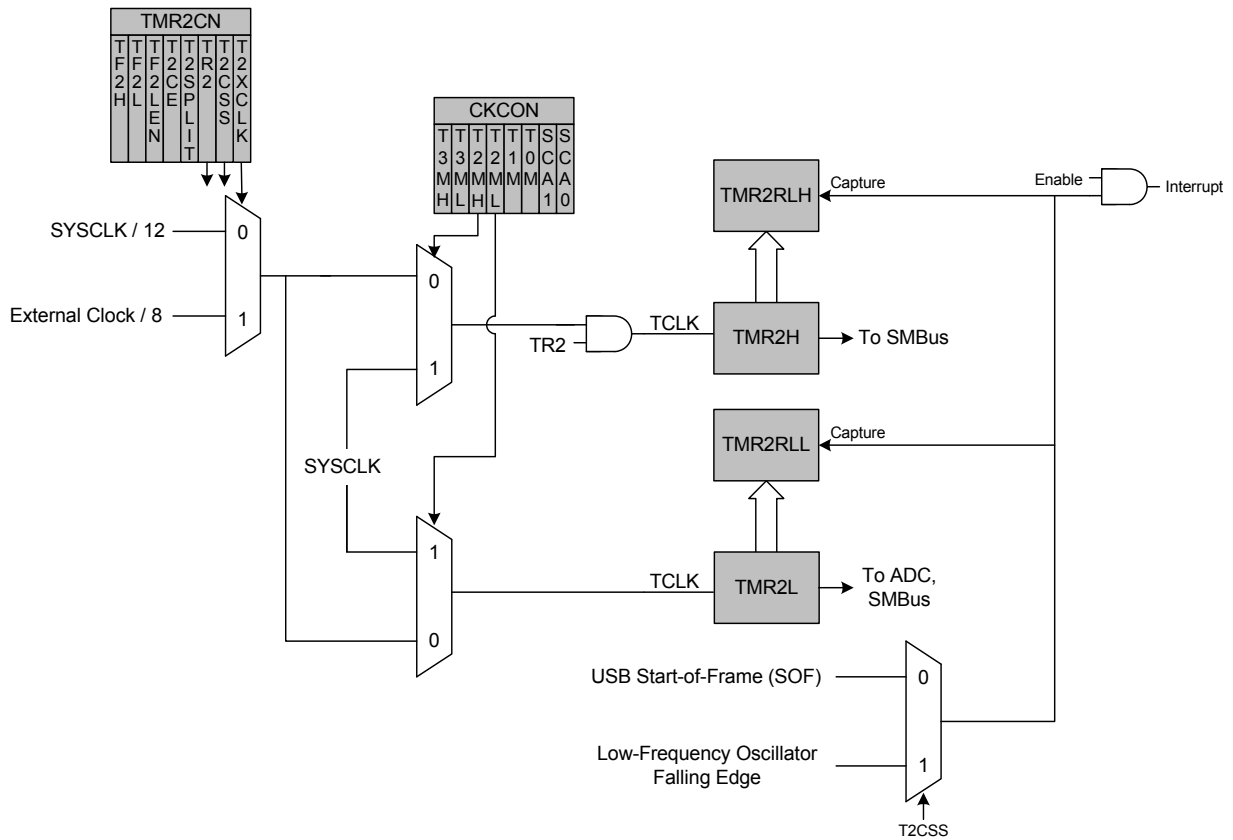 TMR2CN
TF2H
TF2L
TF2LEN
T2CE
T2SPLIT
TR2
T2CSS
T2XCLK
CKCON
T3MH
T3ML
T2MH
T2ML
T1M
T0M
SCA1
SCA0
SYSCLK / 12
0
External Clock / 8
1
0
1
SYSCLK
TR2
TCLK
TMR2RLH
Capture
Enable
Interrupt
TMR2H
To SMBus
TMR2RLL
Capture
1
0
TCLK
TMR2L
To ADC,
SMBus
USB Start-of-Frame (SOF)
0
Low-Frequency Oscillator
Falling Edge
1
T2CSS